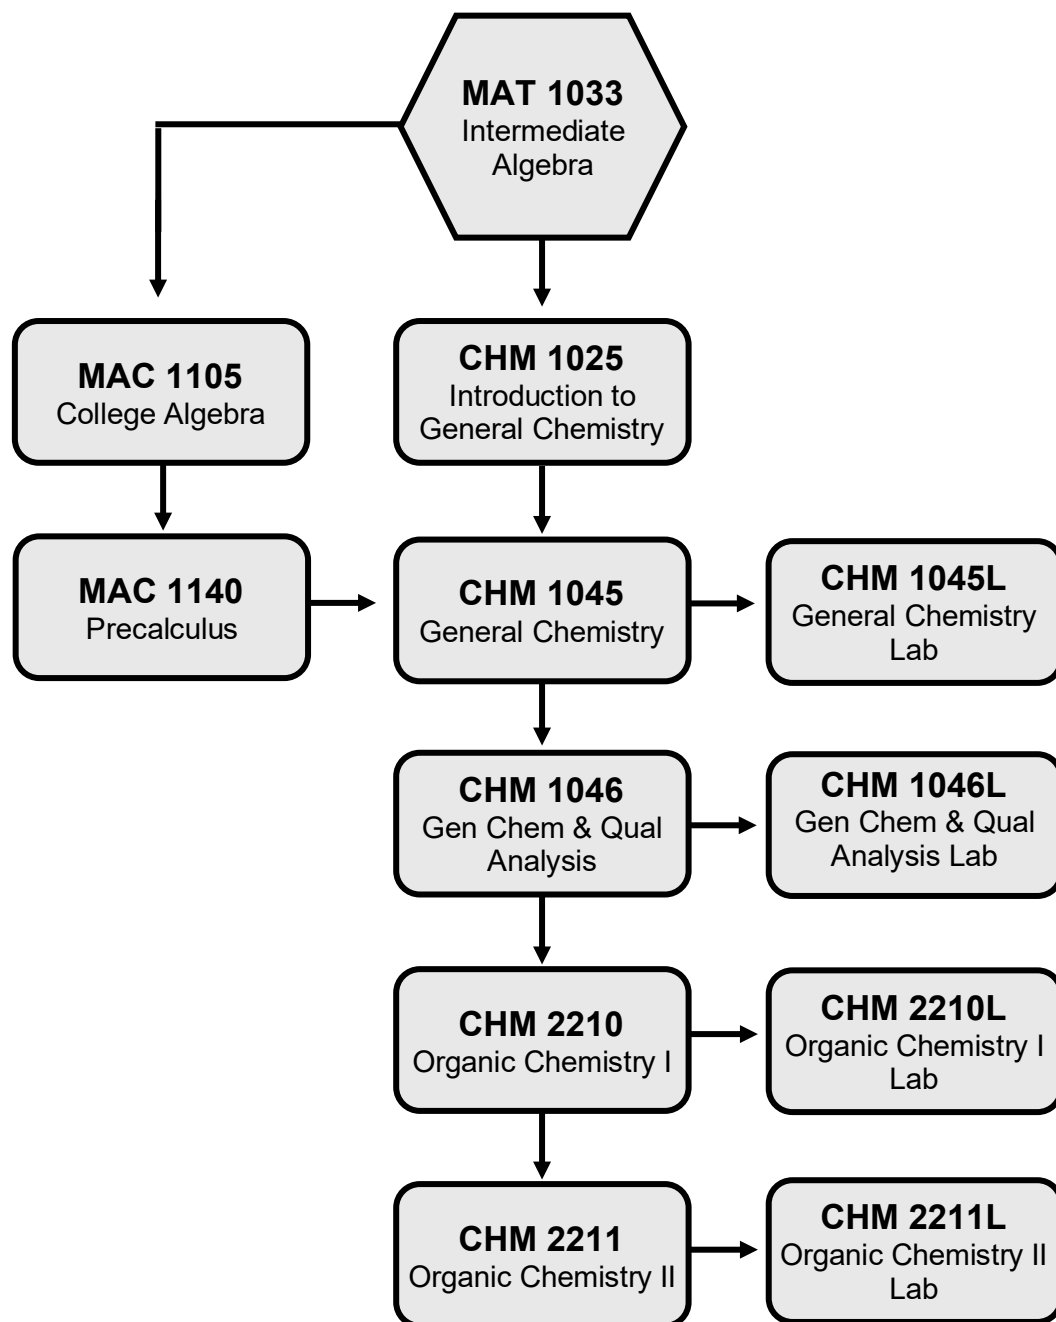 MAT 1033
Intermediate
Algebra
MAC 1105
College Algebra
CHM 1025
Introduction to
General Chemistry
MAC 1140
Precalculus
CHM 1045
General Chemistry
CHM 1045L
General Chemistry
Lab
CHM 1046
Gen Chem & Qual
Analysis
CHM 1046L
Gen Chem & Qual
Analysis Lab
CHM 2210
Organic Chemistry I
CHM 2210L
Organic Chemistry I
Lab
CHM 2211
Organic Chemistry II
CHM 2211L
Organic Chemistry II
Lab